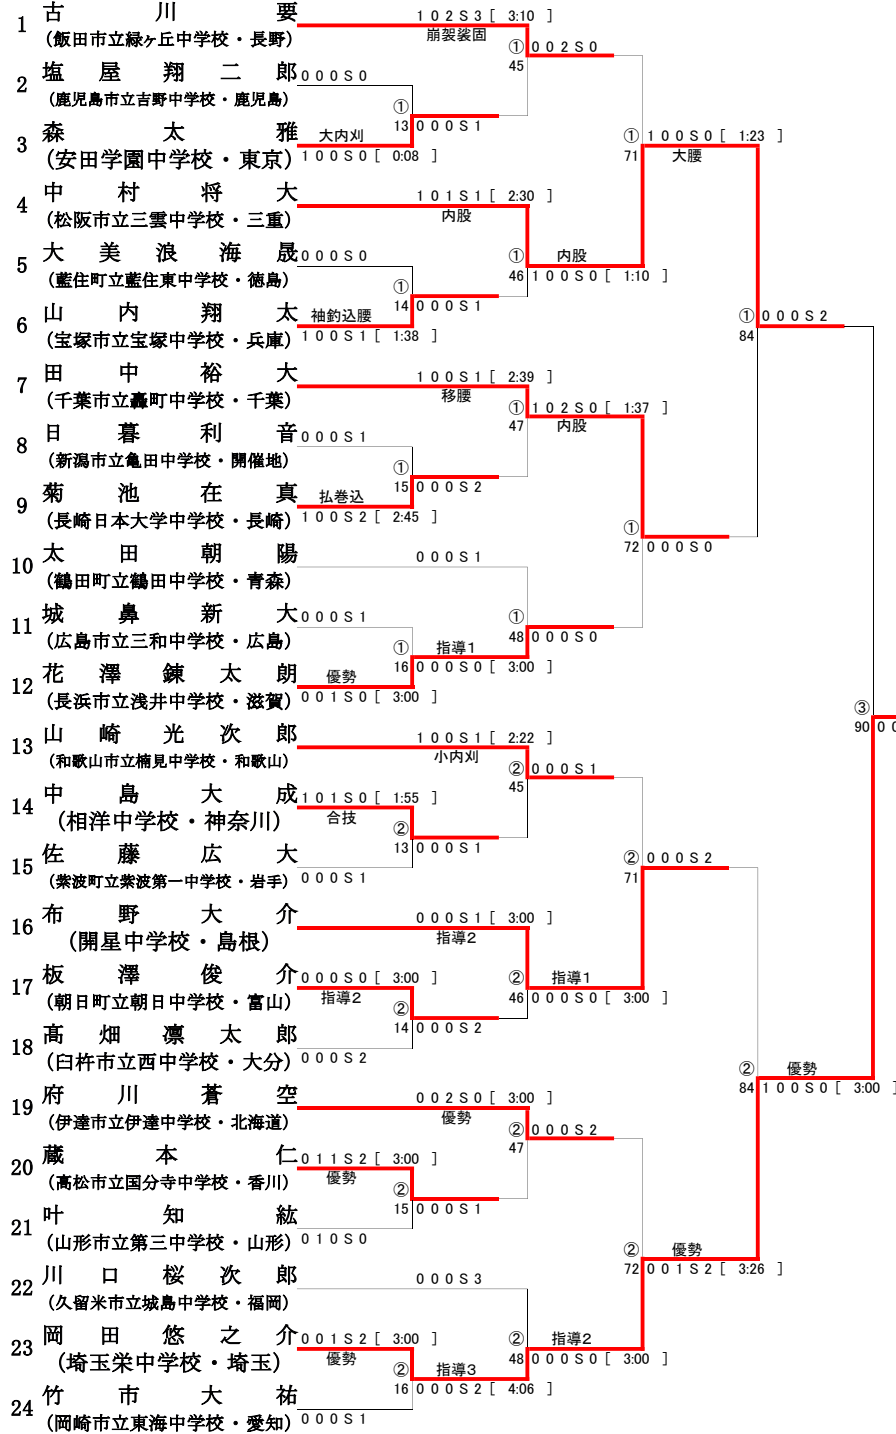 1 古川要 102S3[ 3:10 ]
(飯田市立緑ヶ丘中学校・長野) 崩袈裟固 ① 002S0
45
2 塩屋翔二郎 000S0
(鹿児島市立吉野中学校・鹿児島) ①
13 000S1
3 森太雅 大内刈 ① 100S0[ 1:23 ]
(安田学園中学校・東京) 100S0[ 0:08 ] 71 大腰
4 中村将大 101S1[ 2:30 ]
(松阪市立三雲中学校・三重) 内股
5 大美浪海晟 000S0 ① 内股
(藍住町立藍住東中学校・徳島) ① 46 100S0[ 1:10 ]
14 000S1
6 山内翔太 袖釣込腰 ① 000S2
(宝塚市立宝塚中学校・兵庫) 100S1[ 1:38 ] 84
7 田中裕大 100S1[ 2:39 ]
(千葉市立轟町中学校・千葉) 移腰 ① 102S0[ 1:37 ]
47 内股
8 日暮利音 000S1
(新潟市立亀田中学校・開催地) ①
15 000S2
9 菊池在真 払巻込
(長崎日本大学中学校・長崎) 100S2[ 2:45 ] ①
72 000S0
10 太田朝陽 000S1
(鶴田町立鶴田中学校・青森)
11 城鼻新大 000S1 ①
(広島市立三和中学校・広島) ① 指導1 48 000S0
16 000S0[ 3:00 ]
12 花澤錬太朗 優勢
(長浜市立浅井中学校・滋賀) 001S0[ 3:00 ] ③
90 00
13 山崎光次郎 100S1[ 2:22 ]
(和歌山市立楠見中学校・和歌山) 小内刈 ② 000S1
45
14 中島大成 101S0[ 1:55 ]
(相洋中学校・神奈川) 合技 ②
13 000S1
15 佐藤広大 ② 000S2
(紫波町立紫波第一中学校・岩手) 000S1 71
16 布野大介 000S1[ 3:00 ]
(開星中学校・島根) 指導2
17 板澤俊介 000S0[ 3:00 ] ② 指導1
(朝日町立朝日中学校・富山) 指導2 ② 46 000S0[ 3:00 ]
14 000S2
18 髙畑凛太郎
(臼杵市立西中学校・大分) 000S2 ② 優勢
84 100S0[ 3:00 ]
19 府川蒼空 002S0[ 3:00 ]
(伊達市立伊達中学校・北海道) 優勢 ② 000S2
47
20 蔵本仁 011S2[ 3:00 ]
(高松市立国分寺中学校・香川) 優勢 ②
15 000S1
21 叶知紘 ② 優勢
(山形市立第三中学校・山形) 010S0 72 001S2[ 3:26 ]
22 川口桜次郎 000S3
(久留米市立城島中学校・福岡)
23 岡田悠之介 001S2[ 3:00 ] ② 指導2
(埼玉栄中学校・埼玉) 優勢 ② 指導3 48 000S0[ 3:00 ]
16 000S2[ 4:06 ]
24 竹市大祐
(岡崎市立東海中学校・愛知) 000S1